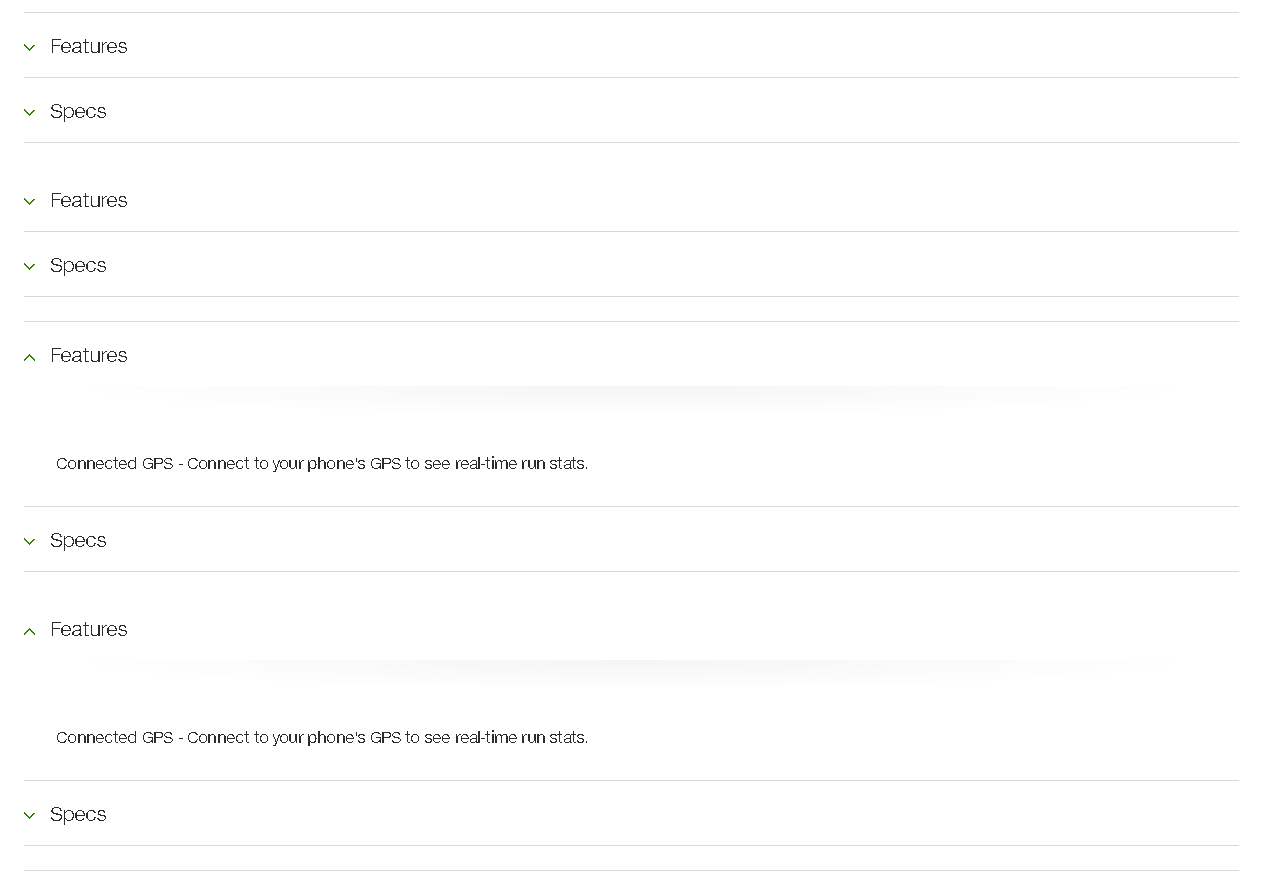 Features
Specs
Features
Specs
Features
Connected GPS - Connect to your phone's GPS to see real-time run stats.
Specs
Features
Connected GPS - Connect to your phone's GPS to see real-time run stats.
Specs